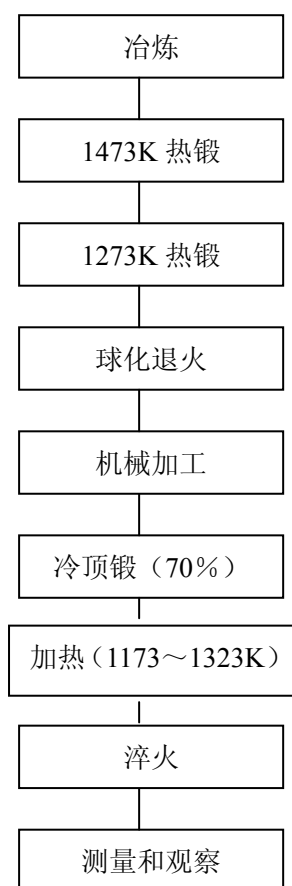 冶炼
1473K 热锻
1273K 热锻
球化退火
机械加工
冷顶锻（70％）
加热（1173～1323K）
淬火
测量和观察